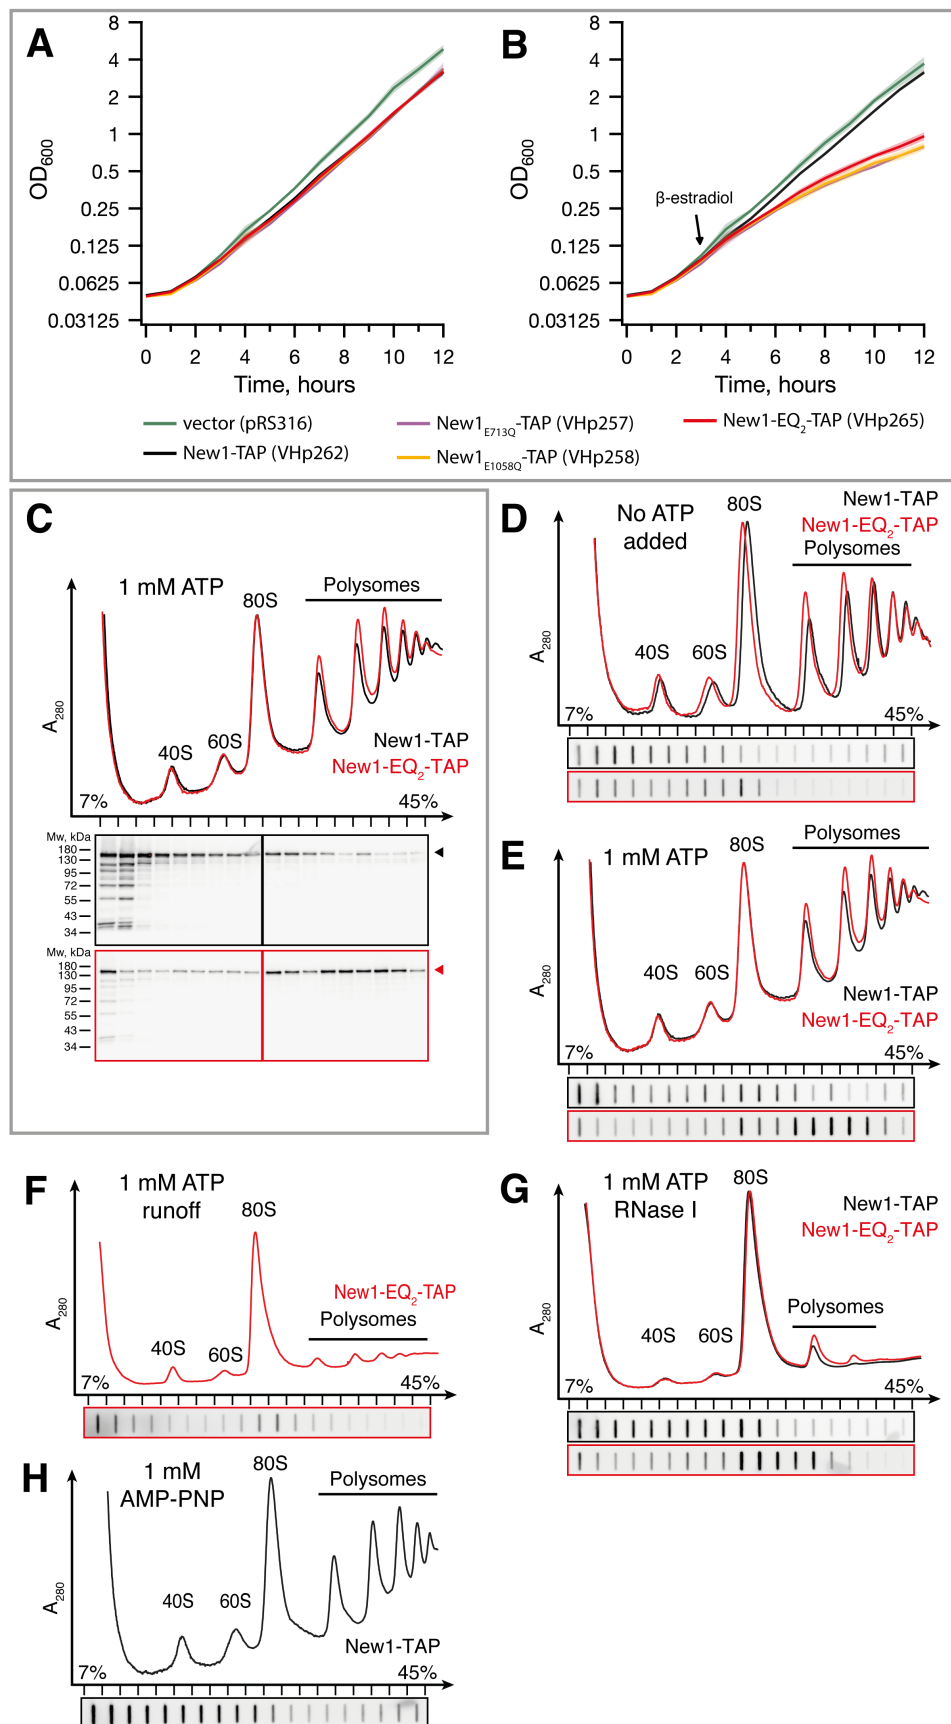 A
8
4
2
1
0.5
0.25
0.125
0.0625
0.03125
OD600
0 2 4 6 8 10 12
Time, hours
B
8
4
2
1
0.5
0.25
0.125
0.0625
0.03125
OD600
β-estradiol
0 2 4 6 8 10 12
Time, hours
vector (pRS316)
New1-TAP (VHp262)
New1E713Q-TAP (VHp257)
New1E1058Q-TAP (VHp258)
New1-EQ2-TAP (VHp265)
C
1 mM ATP
80S
Polysomes
A280
40S
60S
New1-TAP
New1-EQ2-TAP
7%
45%
Mw, kDa
180
130
95
72
55
43
34
Mw, kDa
180
130
95
72
55
43
34
D
No ATP
added
80S
New1-TAP
New1-EQ2-TAP
Polysomes
A280
40S
60S
7%
45%
E
1 mM ATP
80S
Polysomes
A280
40S
60S
New1-TAP
New1-EQ2-TAP
7%
45%
F
1 mM ATP
runoff
80S
New1-EQ2-TAP
Polysomes
A280
40S
60S
7%
45%
G
1 mM ATP
RNase I
80S
New1-TAP
New1-EQ2-TAP
Polysomes
A280
40S
60S
7%
45%
H
1 mM
AMP-PNP
80S
Polysomes
A280
40S
60S
New1-TAP
7%
45%